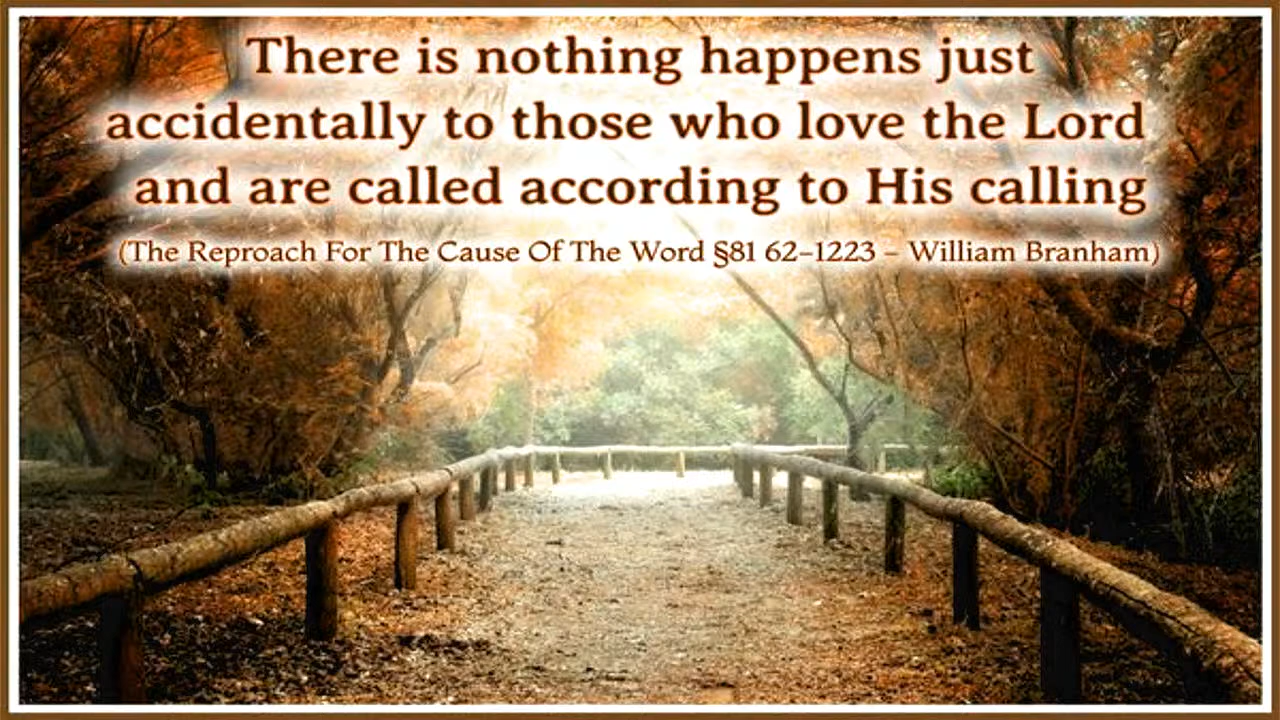 There is nothing happens just
accidentally to those who love the Lord
and are called according to His calling
(The Reproach For The Cause Of The Word §81 62-1223 - William Branham)